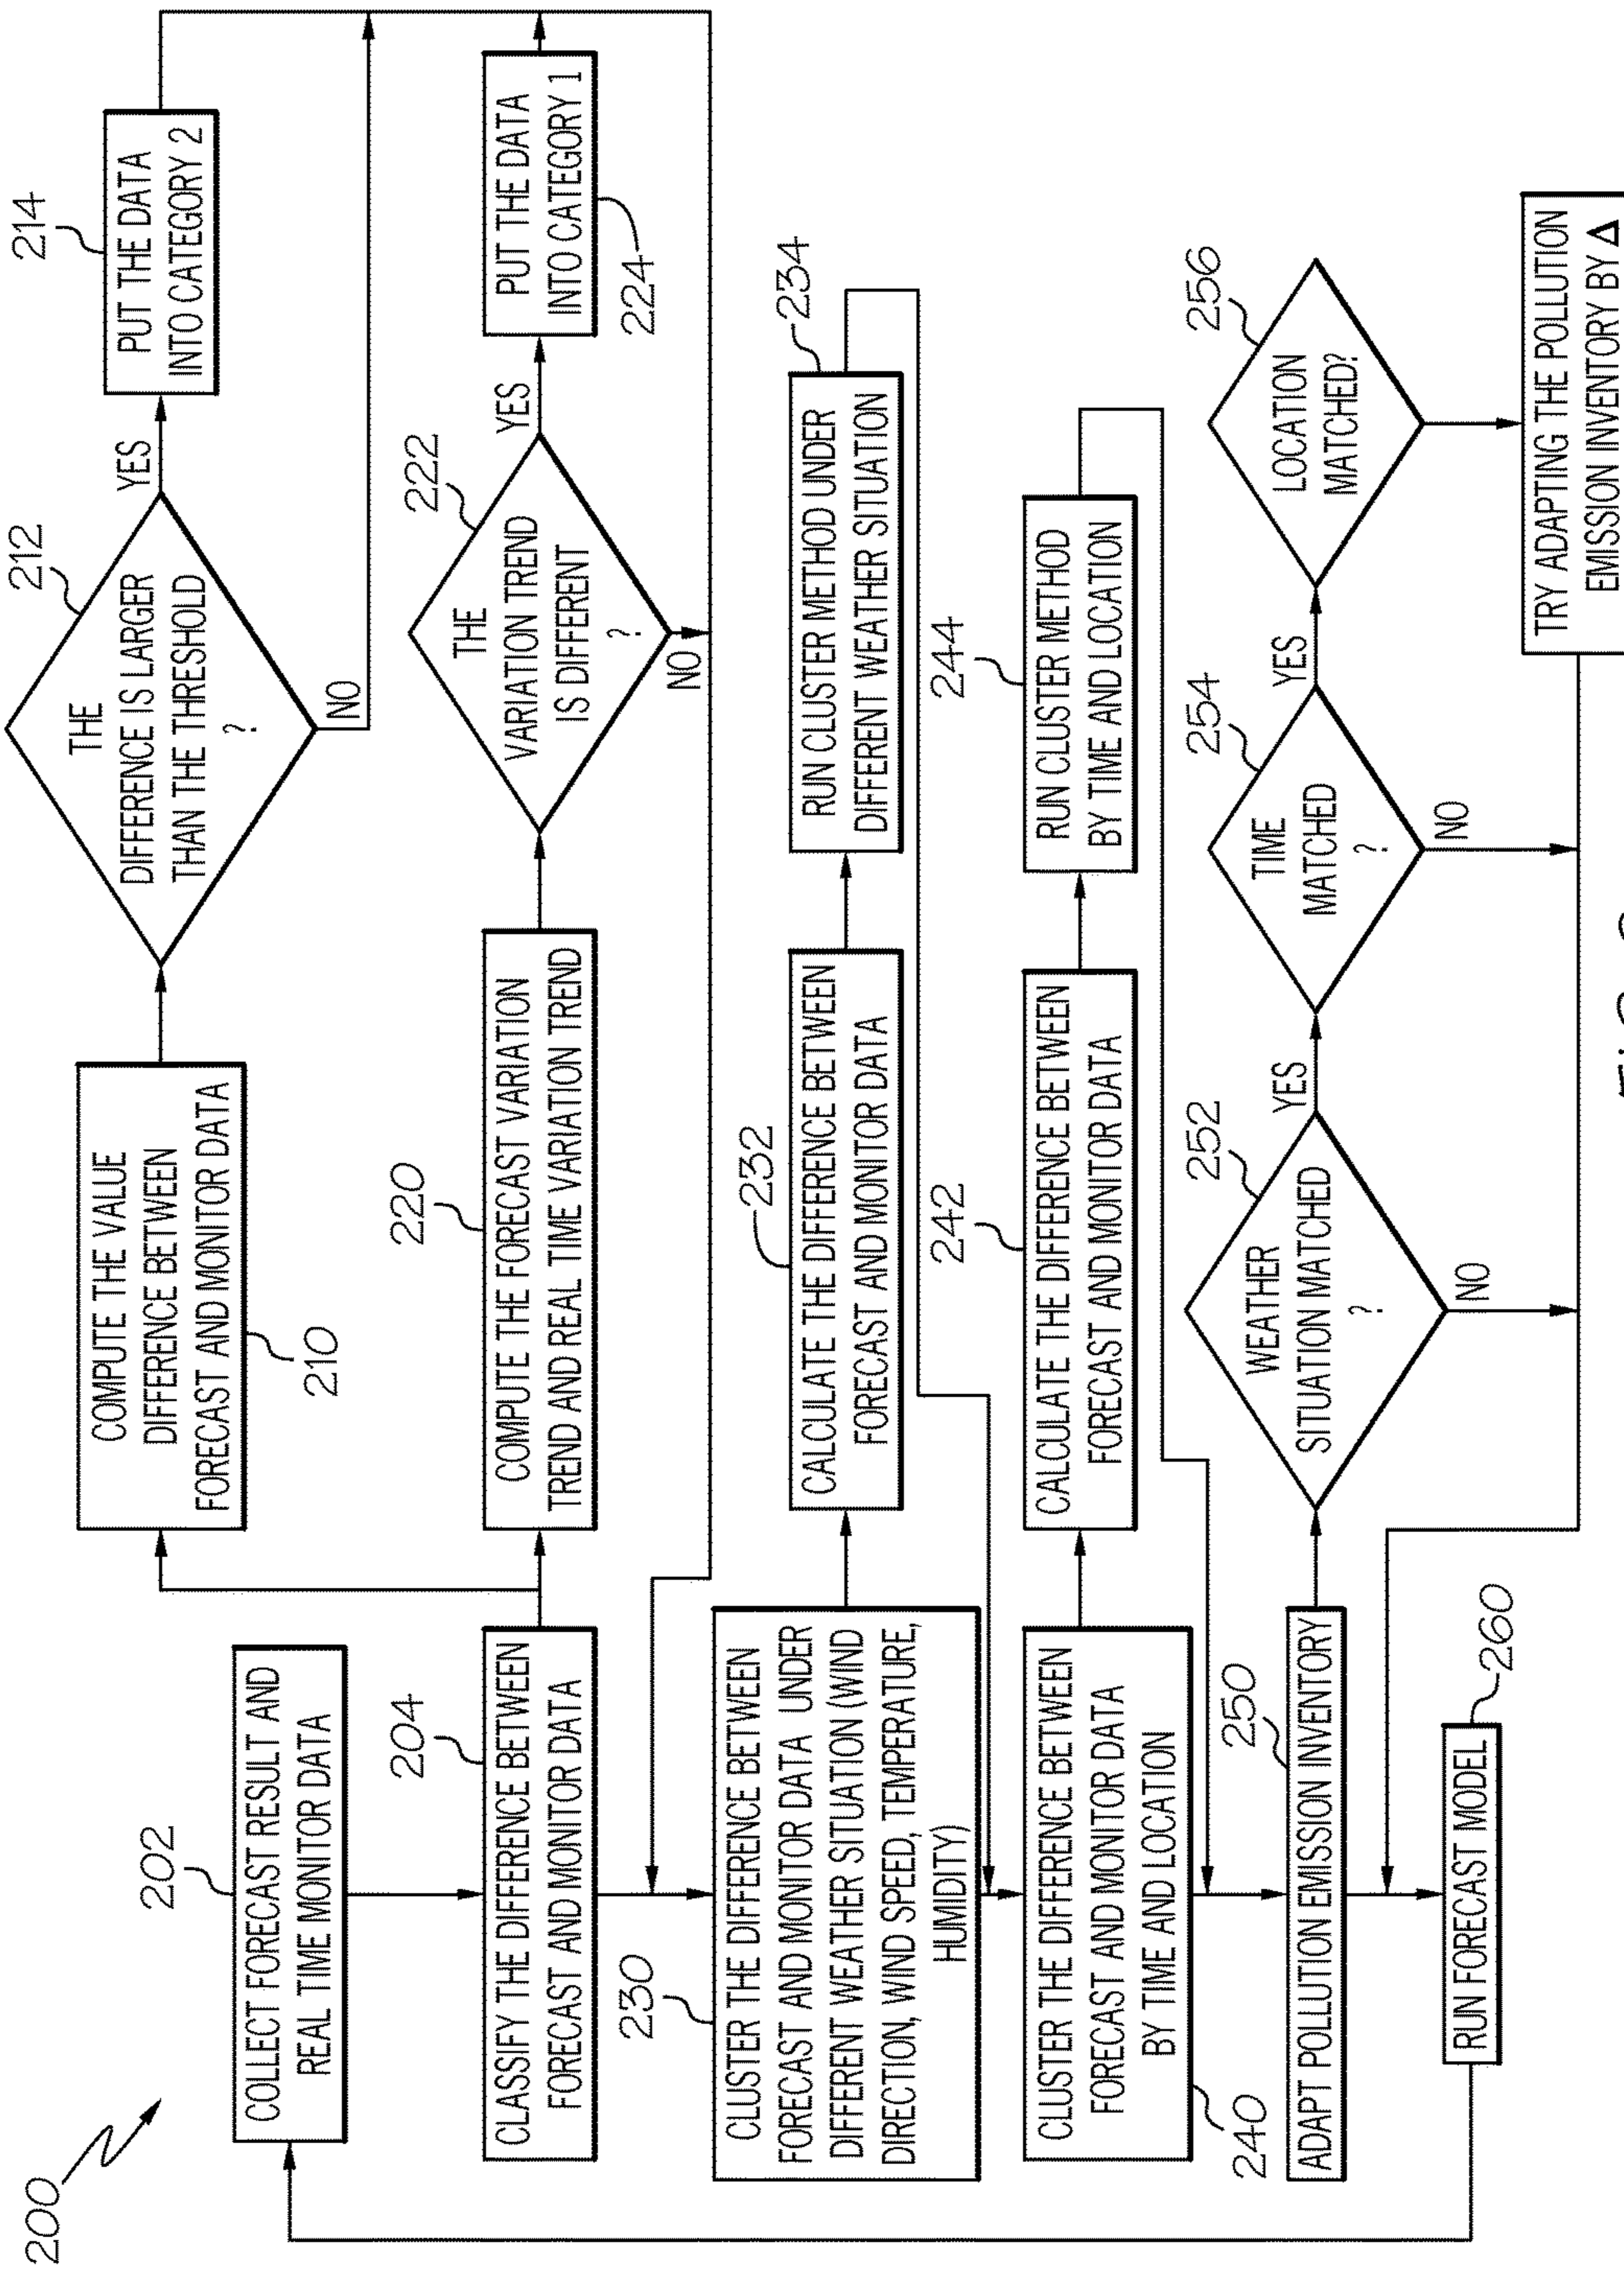 200
202
COLLECT FORECAST RESULT AND
REAL TIME MONITOR DATA
204
CLASSIFY THE DIFFERENCE BETWEEN
FORECAST AND MONITOR DATA
COMPUTE THE VALUE
DIFFERENCE BETWEEN
FORECAST AND MONITOR DATA
210
212
THE
DIFFERENCE IS LARGER
THAN THE THRESHOLD
?
YES
NO
214
PUT THE DATA
INTO CATEGORY 2
220
COMPUTE THE FORECAST VARIATION
TREND AND REAL TIME VARIATION TREND
222
THE
VARIATION TREND
IS DIFFERENT
?
YES
NO
PUT THE DATA
INTO CATEGORY 1
224
230
CLUSTER THE DIFFERENCE BETWEEN
FORECAST AND MONITOR DATA UNDER
DIFFERENT WEATHER SITUATION (WIND
DIRECTION, WIND SPEED, TEMPERATURE,
HUMIDITY)
232
CALCULATE THE DIFFERENCE BETWEEN
FORECAST AND MONITOR DATA
234
RUN CLUSTER METHOD UNDER
DIFFERENT WEATHER SITUATION
CLUSTER THE DIFFERENCE BETWEEN
FORECAST AND MONITOR DATA
BY TIME AND LOCATION
240
242
CALCULATE THE DIFFERENCE BETWEEN
FORECAST AND MONITOR DATA
244
RUN CLUSTER METHOD
BY TIME AND LOCATION
250
ADAPT POLLUTION EMISSION INVENTORY
252
WEATHER
SITUATION MATCHED
?
YES
NO
254
TIME
MATCHED
?
YES
NO
256
LOCATION
MATCHED?
TRY ADAPTING THE POLLUTION
EMISSION INVENTORY BY Δ
260
RUN FORECAST MODEL